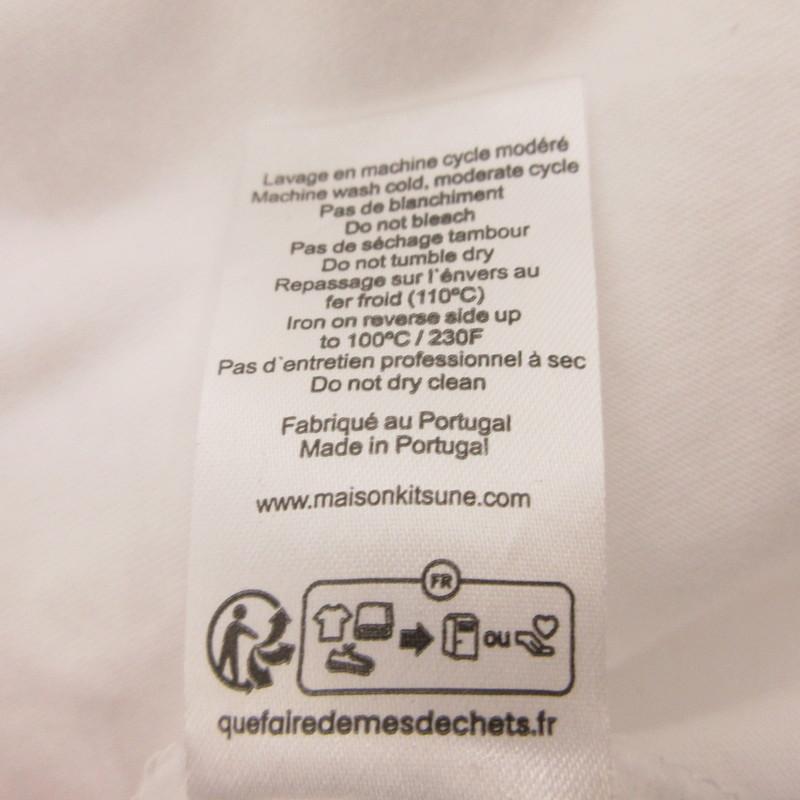 Lavage en machine cycle modéré
Machine wash cold, moderate cycle
Pas de blanchiment
Do not bleach
Pas de séchage tambour
Do not tumble dry
Repassage sur l'énvers au
fer froid (110ºC)
Iron on reverse side up
to 100ºC / 230F
Pas d`entretien professionnel à sec
Do not dry clean
Fabriqué au Portugal
Made in Portugal
www.maisonkitsune.com
FR
ou
quefairedemesdechets.fr